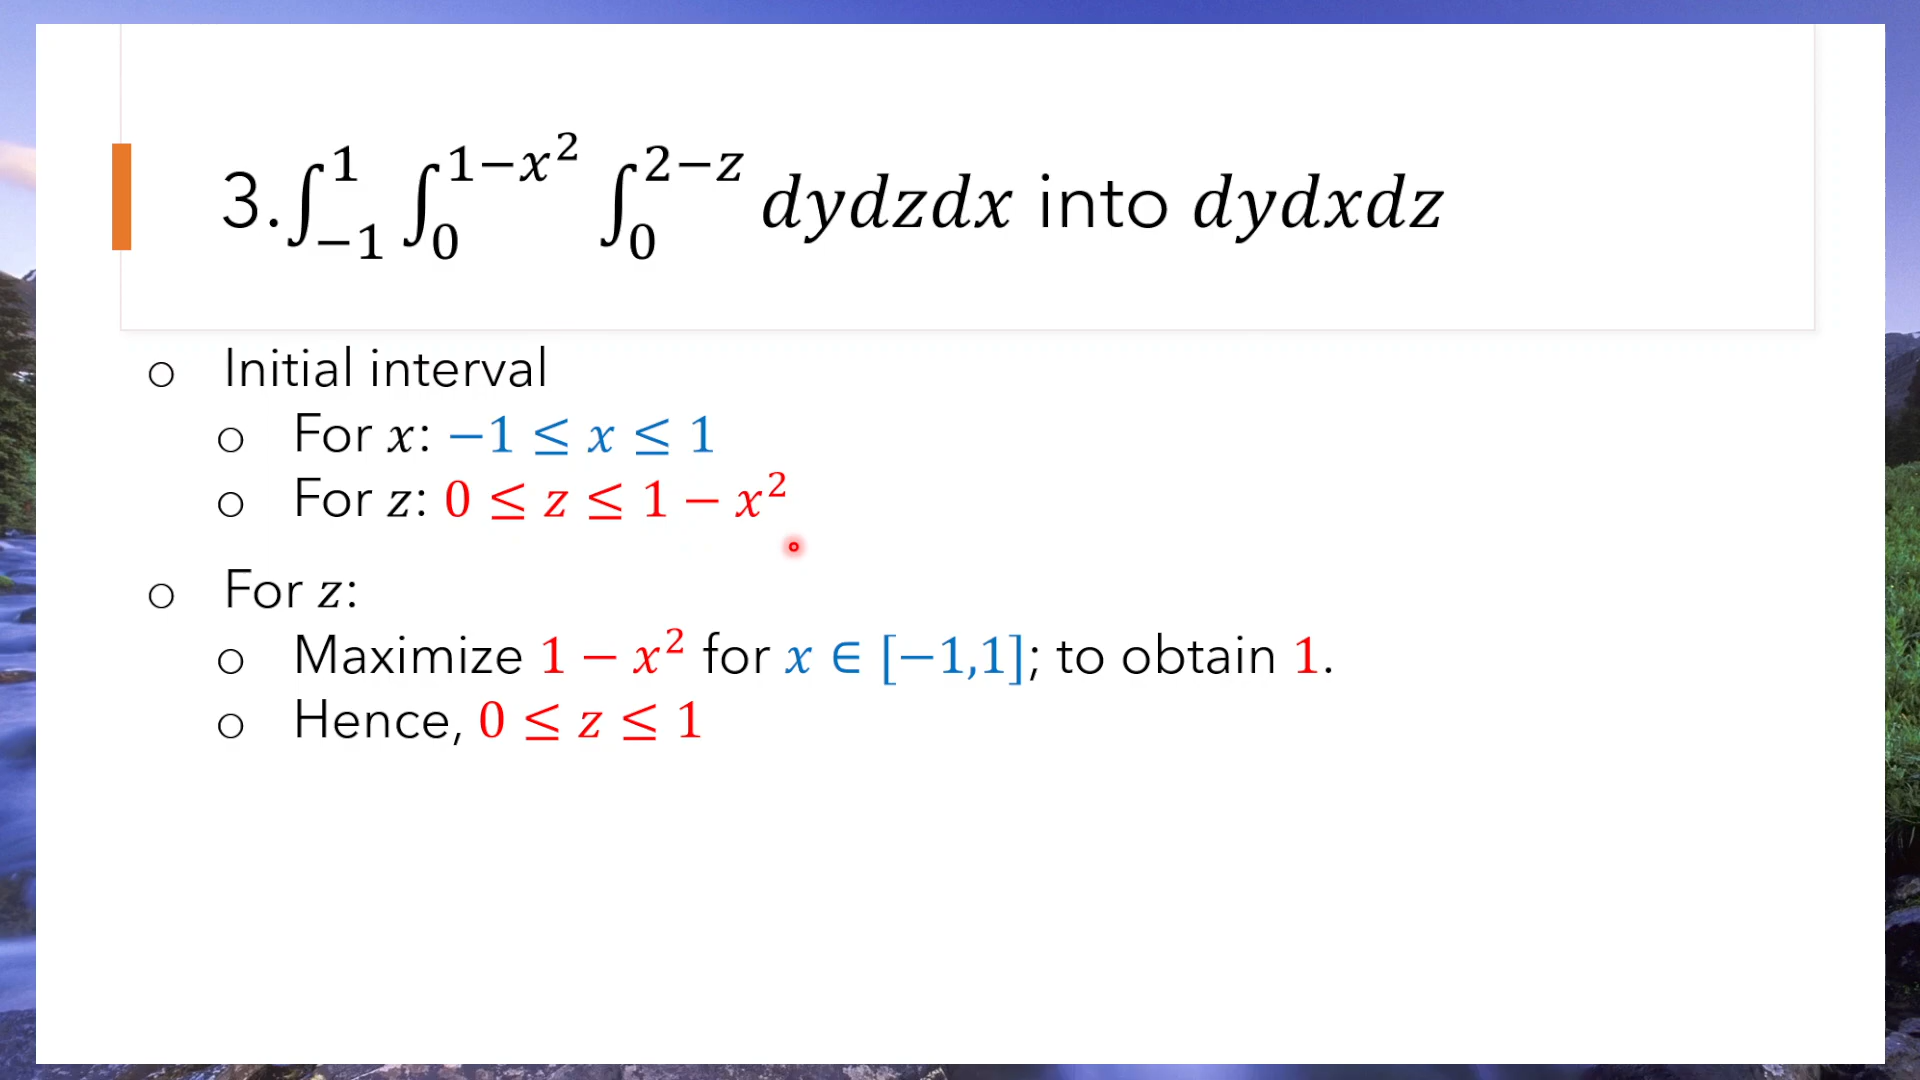 3. ∫_{−1}^{1} ∫_{0}^{1−x²} ∫_{0}^{2−z} dydzdx into dydxdz
o Initial interval
o For x: −1 ≤ x ≤ 1
o For z: 0 ≤ z ≤ 1 − x²
o For z:
o Maximize 1 − x² for x ∈ [−1,1]; to obtain 1.
o Hence, 0 ≤ z ≤ 1